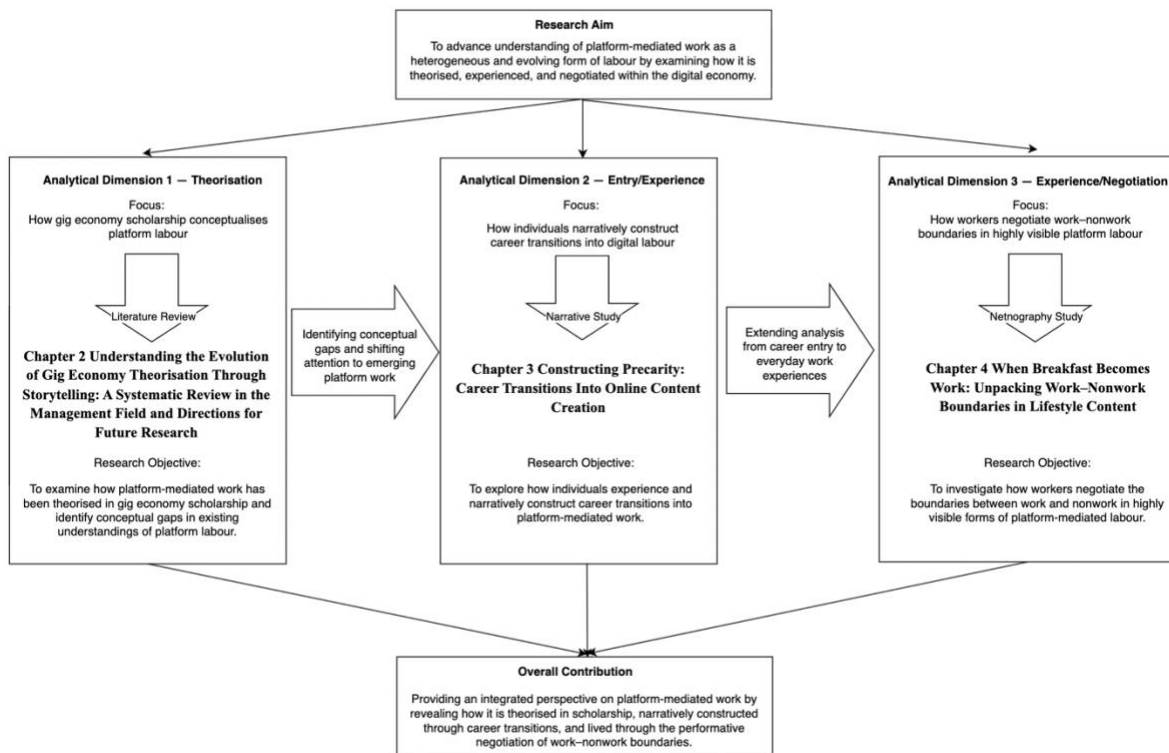 Research Aim
To advance understanding of platform-mediated work as a
heterogeneous and evolving form of labour by examining how it is
theorised, experienced, and negotiated within the digital economy.
Analytical Dimension 1 — Theorisation
Focus:
How gig economy scholarship conceptualises
platform labour
Literature Review
Chapter 2 Understanding the Evolution
of Gig Economy Theorisation Through
Storytelling: A Systematic Review in the
Management Field and Directions for
Future Research
Research Objective:
To examine how platform-mediated work has
been theorised in gig economy scholarship and
identify conceptual gaps in existing
understandings of platform labour.
Identifying conceptual
gaps and shifting
attention to emerging
platform work
Analytical Dimension 2 — Entry/Experience
Focus:
How individuals narratively construct
career transitions into digital labour
Narrative Study
Chapter 3 Constructing Precarity:
Career Transitions Into Online Content
Creation
Research Objective:
To explore how individuals experience and
narratively construct career transitions into
platform-mediated work.
Extending analysis
from career entry to
everyday work
experiences
Analytical Dimension 3 — Experience/Negotiation
Focus:
How workers negotiate work–nonwork
boundaries in highly visible platform labour
Netnography Study
Chapter 4 When Breakfast Becomes
Work: Unpacking Work–Nonwork
Boundaries in Lifestyle Content
Research Objective:
To investigate how workers negotiate the
boundaries between work and nonwork in highly
visible forms of platform-mediated labour.
Overall Contribution
Providing an integrated perspective on platform-mediated work by
revealing how it is theorised in scholarship, narratively constructed
through career transitions, and lived through the performative
negotiation of work–nonwork boundaries.